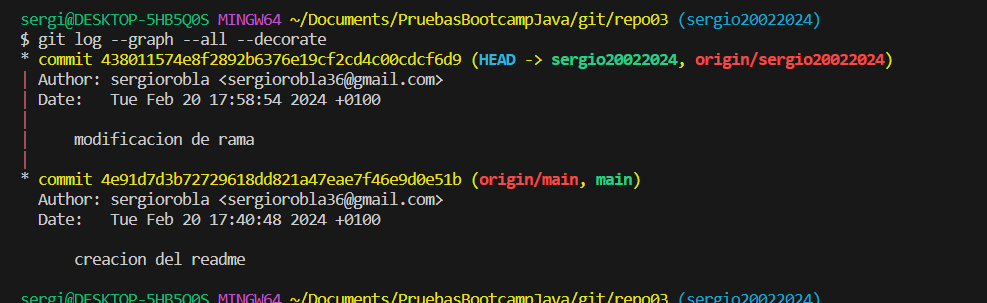 sergi@DESKTOP-5HB5Q0S MINGW64 ~/Documents/PruebasBootcampJava/git/repo03 (sergio20022024)
$ git log --graph --all --decorate
* commit 438011574e8f2892b6376e19cf2cd4c00cdcf6d9 (HEAD -> sergio20022024, origin/sergio20022024)
| Author: sergiorobla <sergiorobla36@gmail.com>
| Date:   Tue Feb 20 17:58:54 2024 +0100
|
|     modificacion de rama
|
* commit 4e91d7d3b72729618dd821a47eae7f46e9d0e51b (origin/main, main)
  Author: sergiorobla <sergiorobla36@gmail.com>
  Date:   Tue Feb 20 17:40:48 2024 +0100

      creacion del readme

sergi@DESKTOP-5HB5Q0S MINGW64 ~/Documents/PruebasBootcampJava/git/repo03 (sergio20022024)